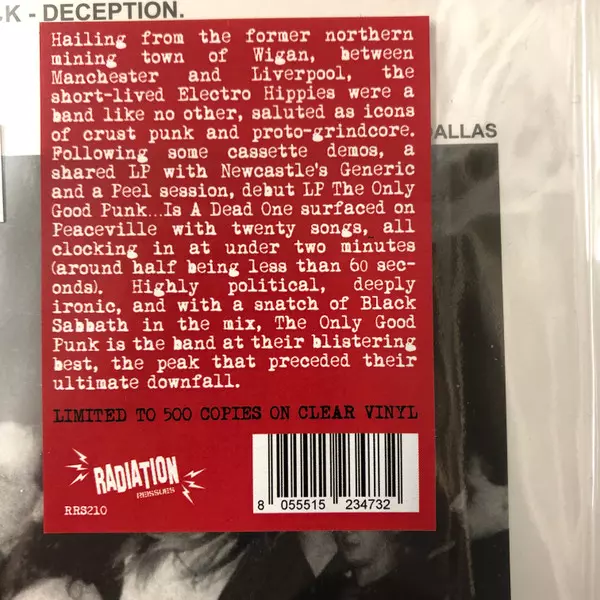 K - DECEPTION.
Hailing from the former northern
mining town of Wigan, between
Manchester and Liverpool, the
short-lived Electro Hippies were a
band like no other, saluted as icons
of crust punk and proto-grindcore.
DALLAS
Following some cassette demos, a
shared LP with Newcastle's Generic
and a Peel session, debut LP The Only
Good Punk...Is A Dead One surfaced on
Peaceville with twenty songs, all
clocking in at under two minutes
(around half being less than 60 sec-
onds). Highly political, deeply
ironic, and with a snatch of Black
Sabbath in the mix, The Only Good
Punk is the band at their blistering
best, the peak that preceded their
ultimate downfall.
LIMITED TO 500 COPIES ON CLEAR VINYL
RADIATION
REISSUES
RRS210
8 055515 234732